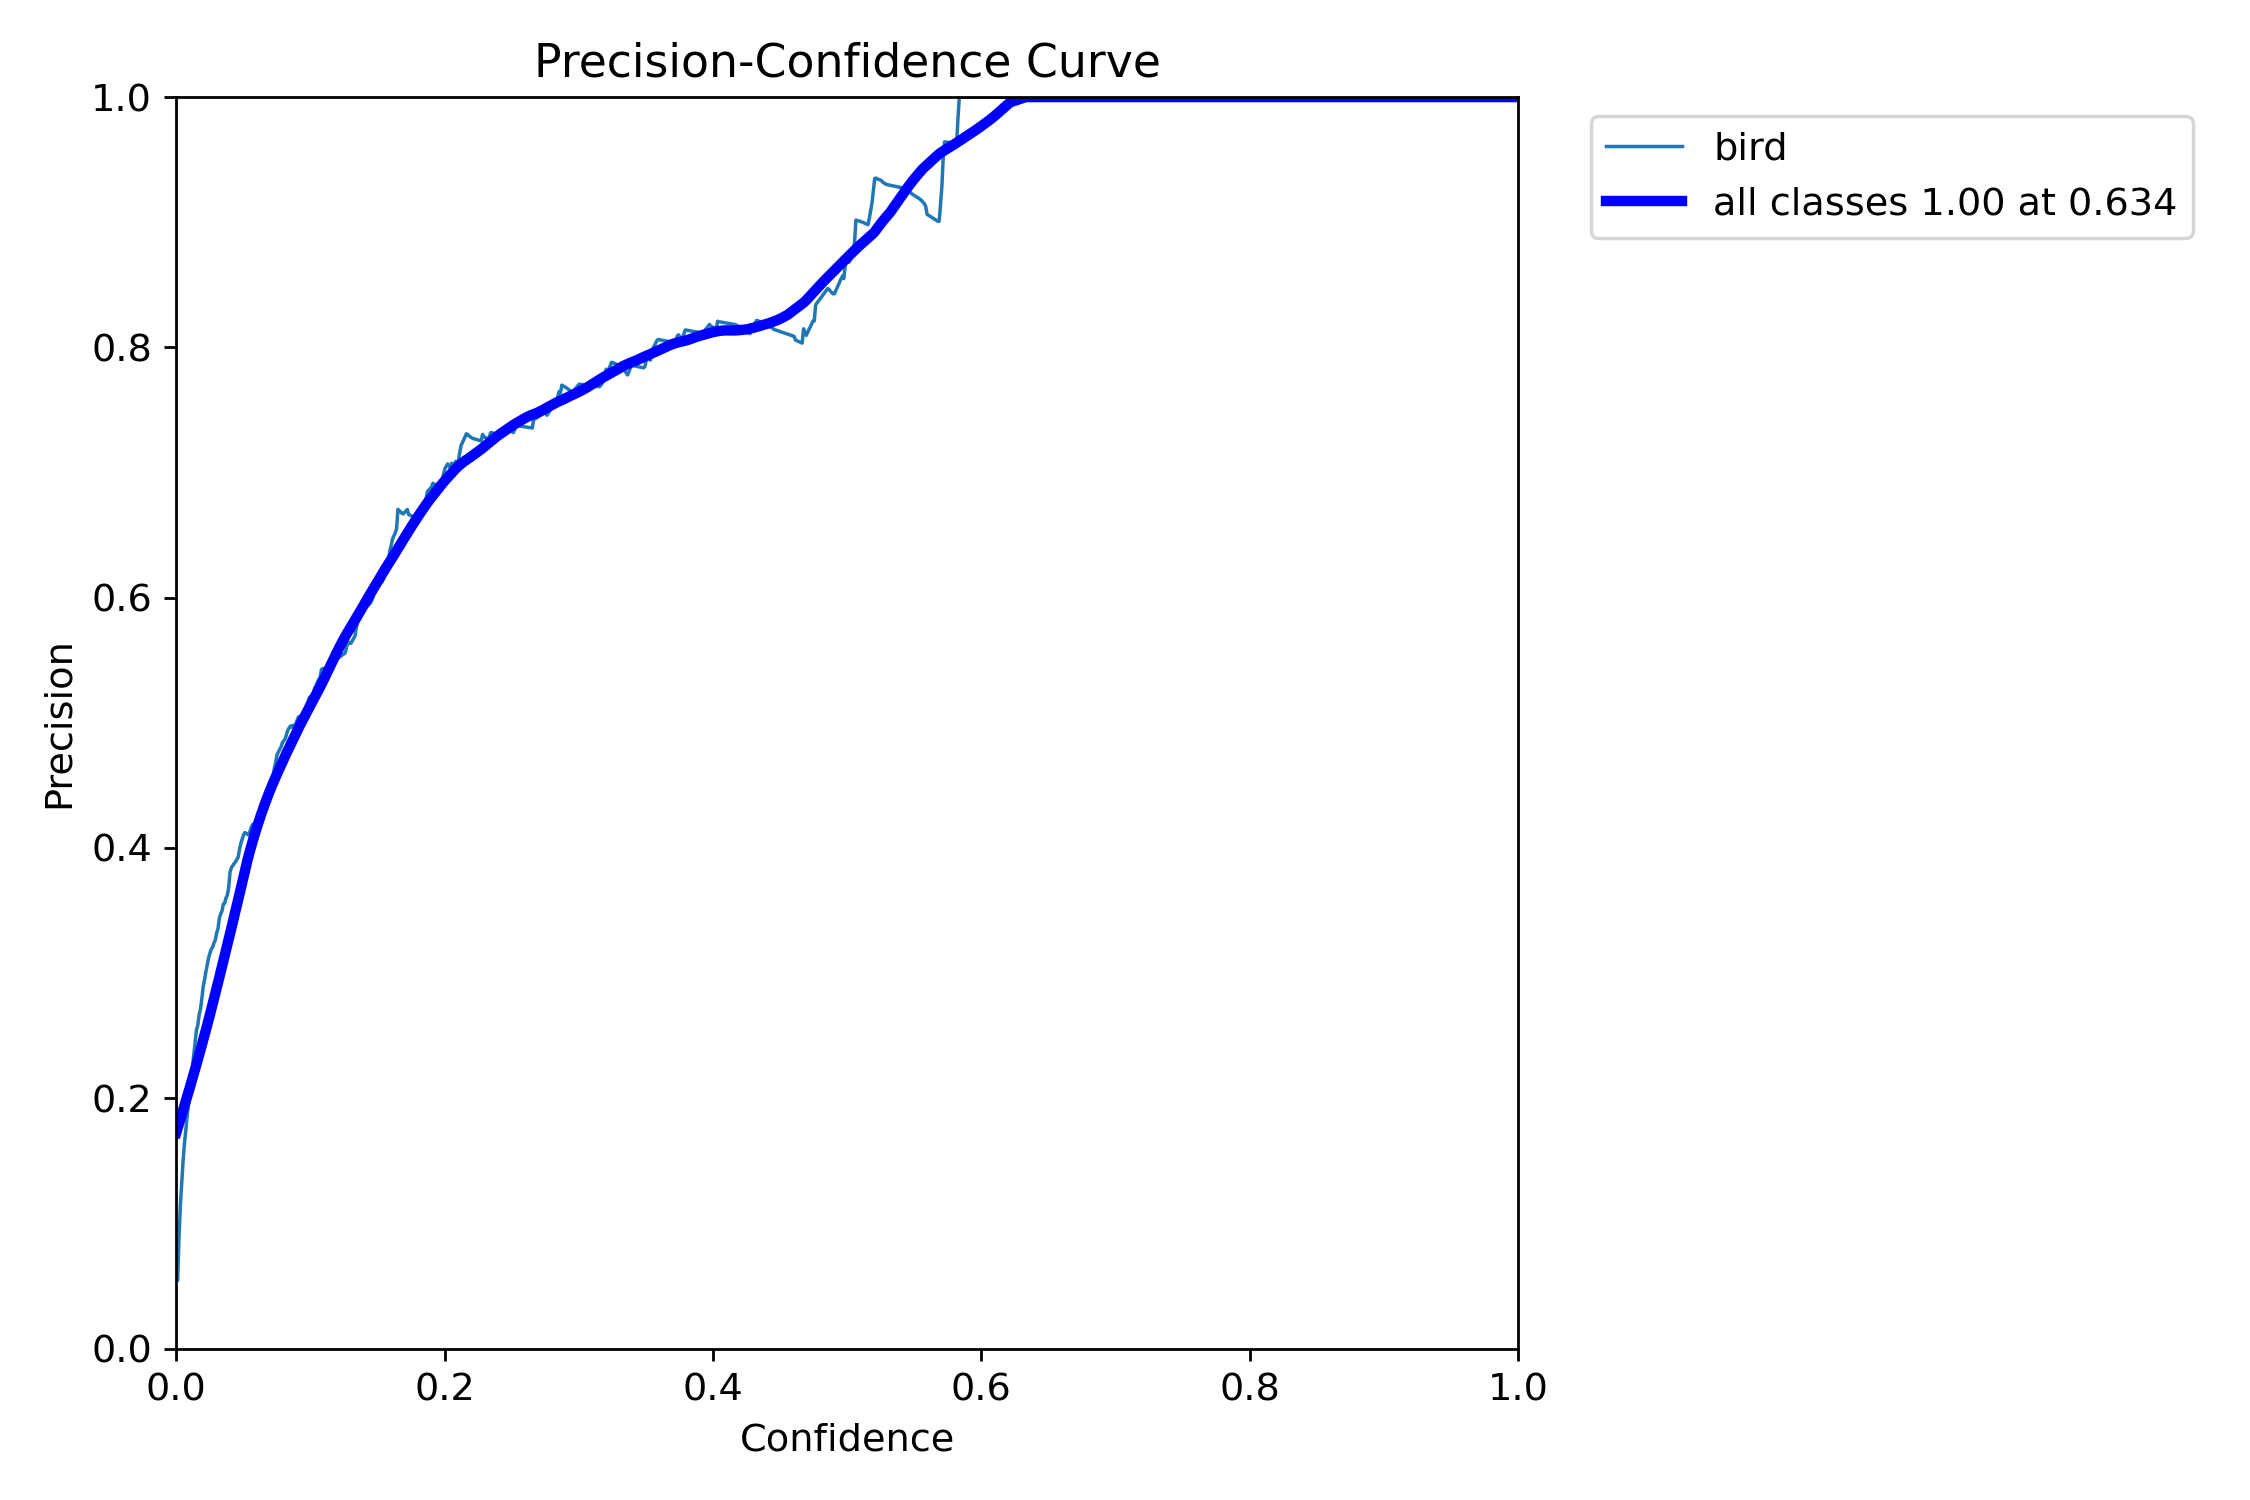 Precision-Confidence Curve
1.0
0.8
0.6
0.4
0.2
0.0
Precision
0.0 0.2 0.4 0.6 0.8 1.0
Confidence
bird
all classes 1.00 at 0.634